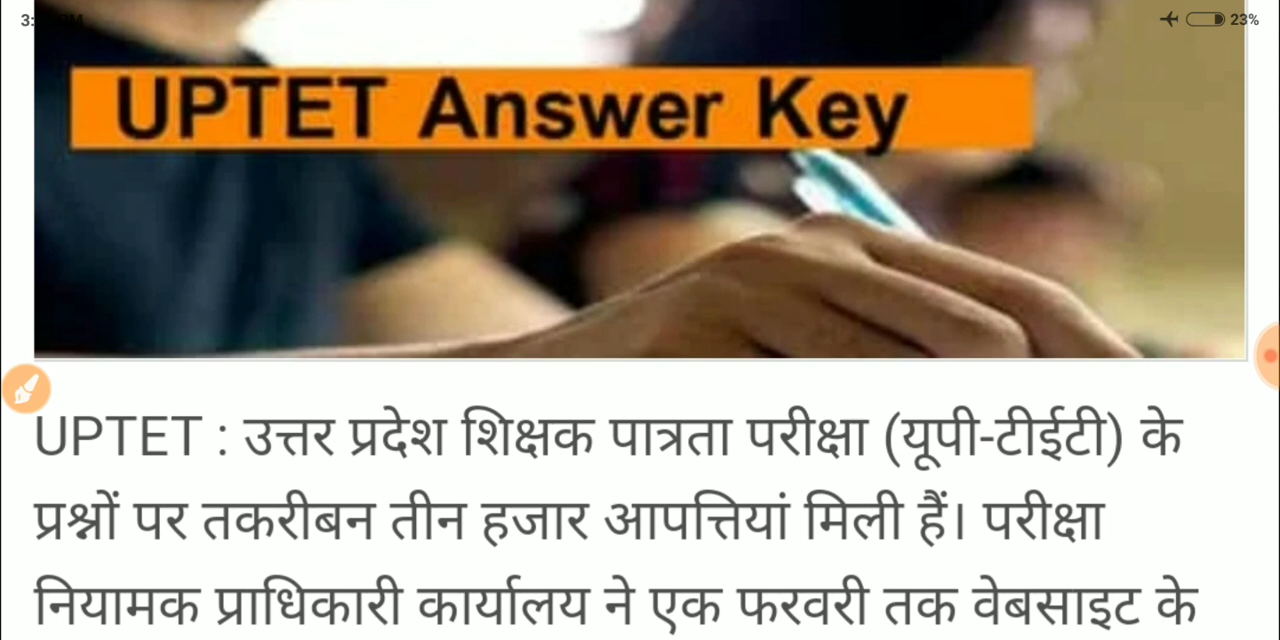 23%
UPTET Answer Key
UPTET : उत्तर प्रदेश शिक्षक पात्रता परीक्षा (यूपी-टीईटी) के
प्रश्नों पर तकरीबन तीन हजार आपत्तियां मिली हैं। परीक्षा
नियामक प्राधिकारी कार्यालय ने एक फरवरी तक वेबसाइट के